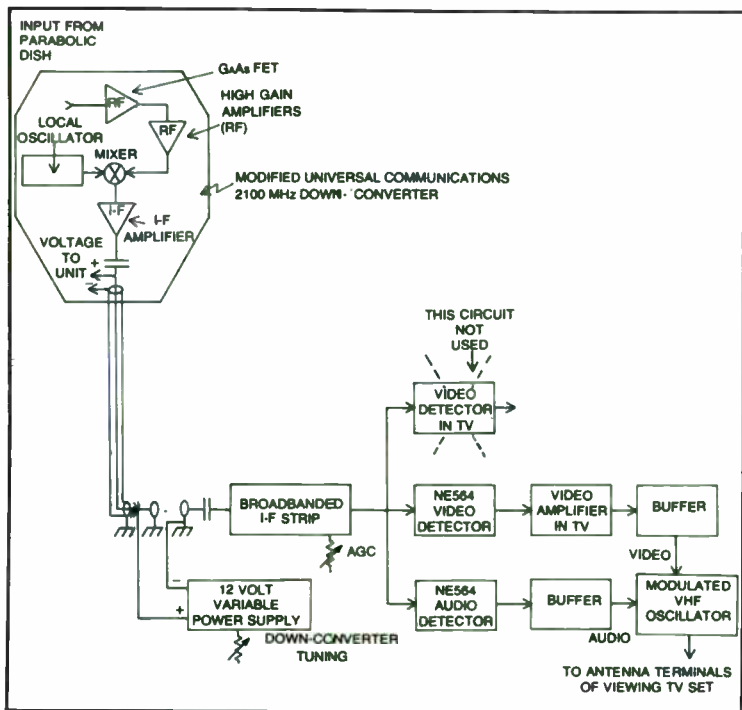 INPUT FROM
PARABOLIC
DISH
GaAs FET
RF
HIGH GAIN
AMPLIFIERS
(RF)
RF
LOCAL
OSCILLATOR
MIXER
MODIFIED UNIVERSAL COMMUNICATIONS
2100 MHz DOWN-CONVERTER
I-F
I-F
AMPLIFIER
VOLTAGE
TO
UNIT
+
−
THIS CIRCUIT
NOT
USED
VIDEO
DETECTOR
IN TV
BROADBANDED
I-F STRIP
AGC
NE564
VIDEO
DETECTOR
VIDEO
AMPLIFIER
IN TV
BUFFER
VIDEO
−
+
12 VOLT
VARIABLE
POWER SUPPLY
DOWN-CONVERTER
TUNING
NE564
AUDIO
DETECTOR
BUFFER
AUDIO
MODULATED
VHF
OSCILLATOR
TO ANTENNA TERMINALS
OF VIEWING TV SET